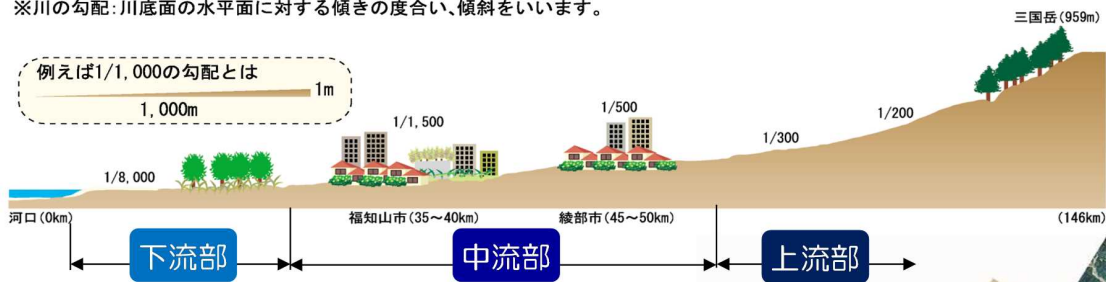 ※川の勾配:川底面の水平面に対する傾きの度合い、傾斜をいいます。
三国岳(959m)
例えば1/1,000の勾配とは
1m
1,000m
1/200
1/500
1/1,500
1/300
1/8,000
河口(0km)
福知山市(35～40km)
綾部市(45～50km)
(146km)
下流部
中流部
上流部